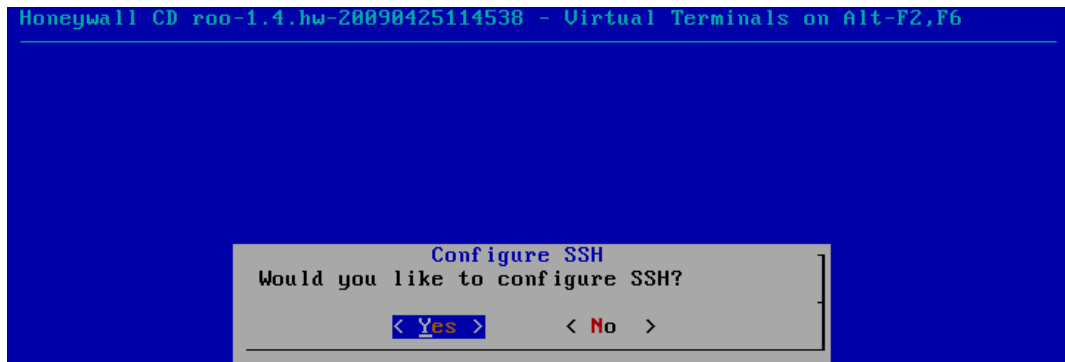 Honeywall CD roo-1.4.hw-20090425114538 - Virtual Terminals on Alt-F2,F6
Configure SSH
Would you like to configure SSH?
< Yes > < No >